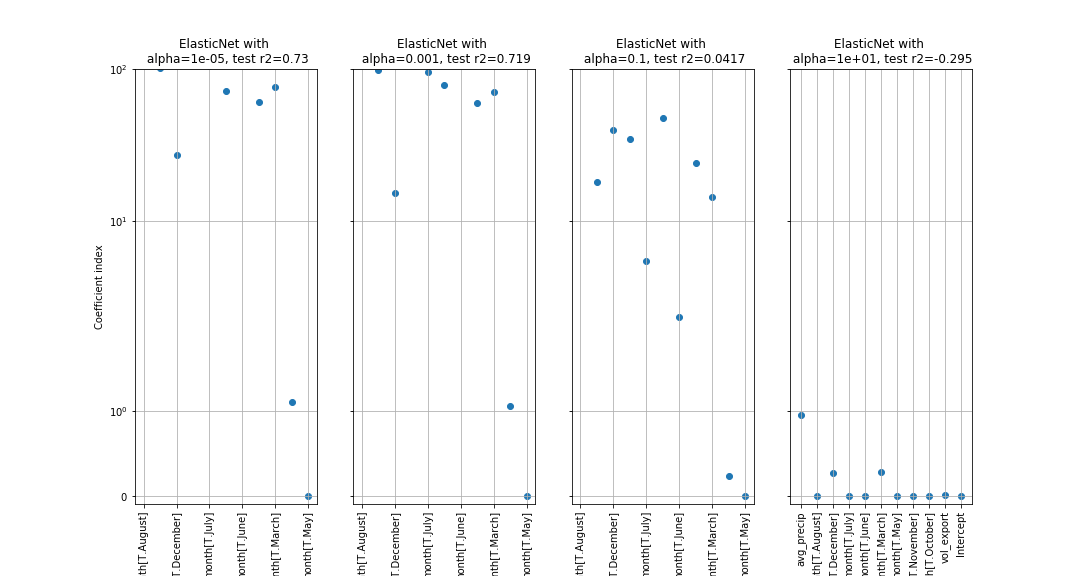 ElasticNet with
alpha=1e-05, test r2=0.73
ElasticNet with
alpha=0.001, test r2=0.719
ElasticNet with
alpha=0.1, test r2=0.0417
ElasticNet with
alpha=1e+01, test r2=-0.295
10²
10¹
10⁰
0
Coefficient index
th[T.August]
T.December]
month[T.July]
month[T.June]
nth[T.March]
onth[T.May]
th[T.August]
T.December]
month[T.July]
month[T.June]
nth[T.March]
onth[T.May]
th[T.August]
T.December]
month[T.July]
month[T.June]
nth[T.March]
onth[T.May]
avg_precip
th[T.August]
T.December]
month[T.July]
month[T.June]
nth[T.March]
onth[T.May]
T.November]
h[T.October]
vol_export
Intercept